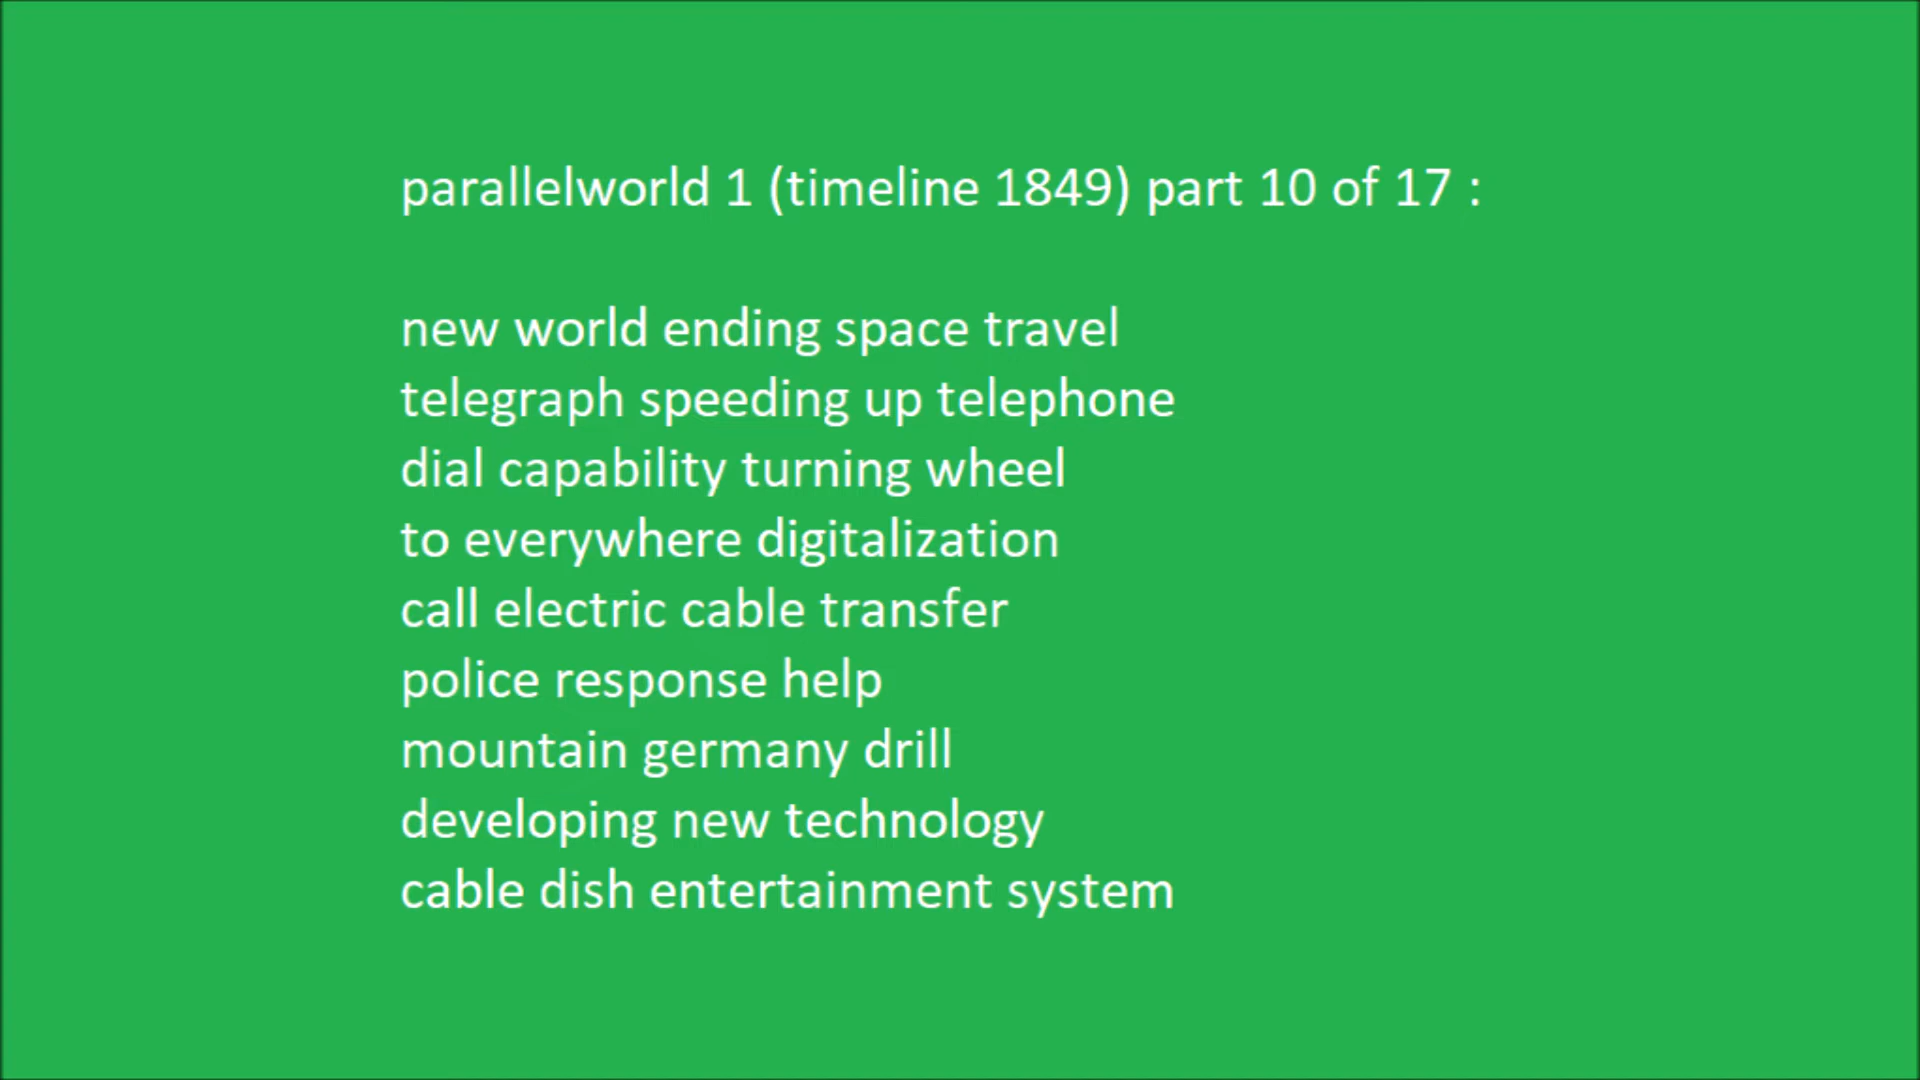 parallelworld 1 (timeline 1849) part 10 of 17 :
new world ending space travel
telegraph speeding up telephone
dial capability turning wheel
to everywhere digitalization
call electric cable transfer
police response help
mountain germany drill
developing new technology
cable dish entertainment system